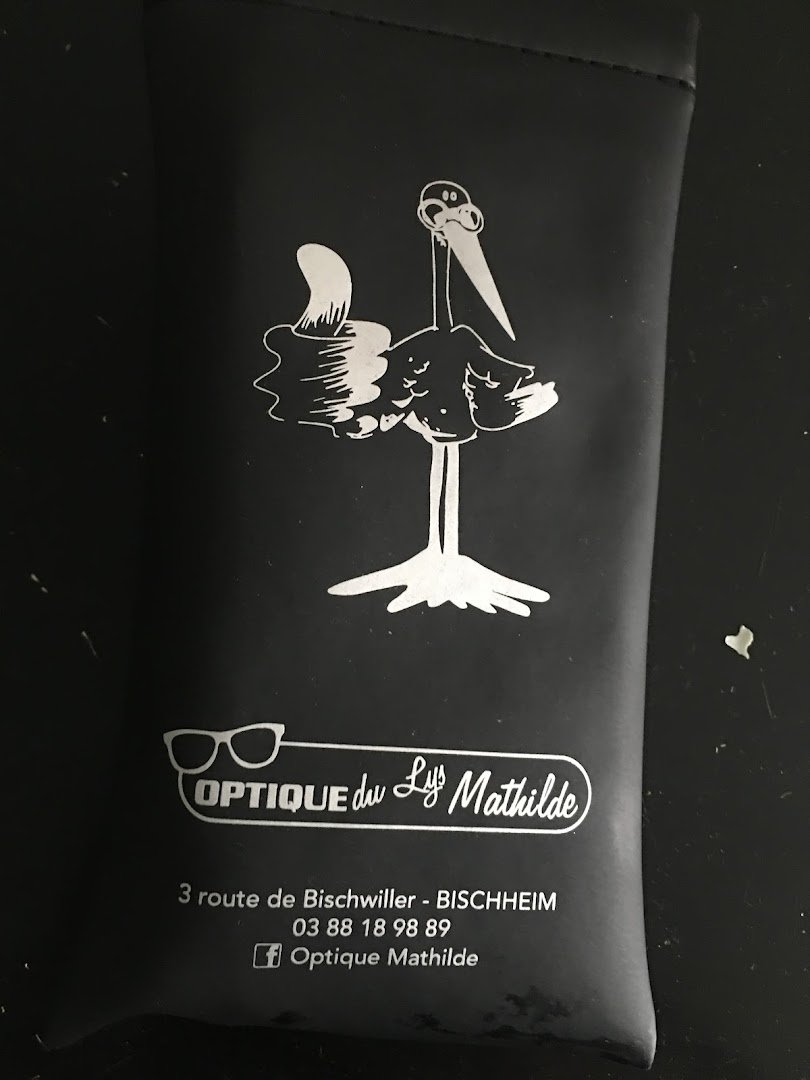 OPTIQUE du Lys Mathilde
3 route de Bischwiller - BISCHHEIM
03 88 18 98 89
f Optique Mathilde